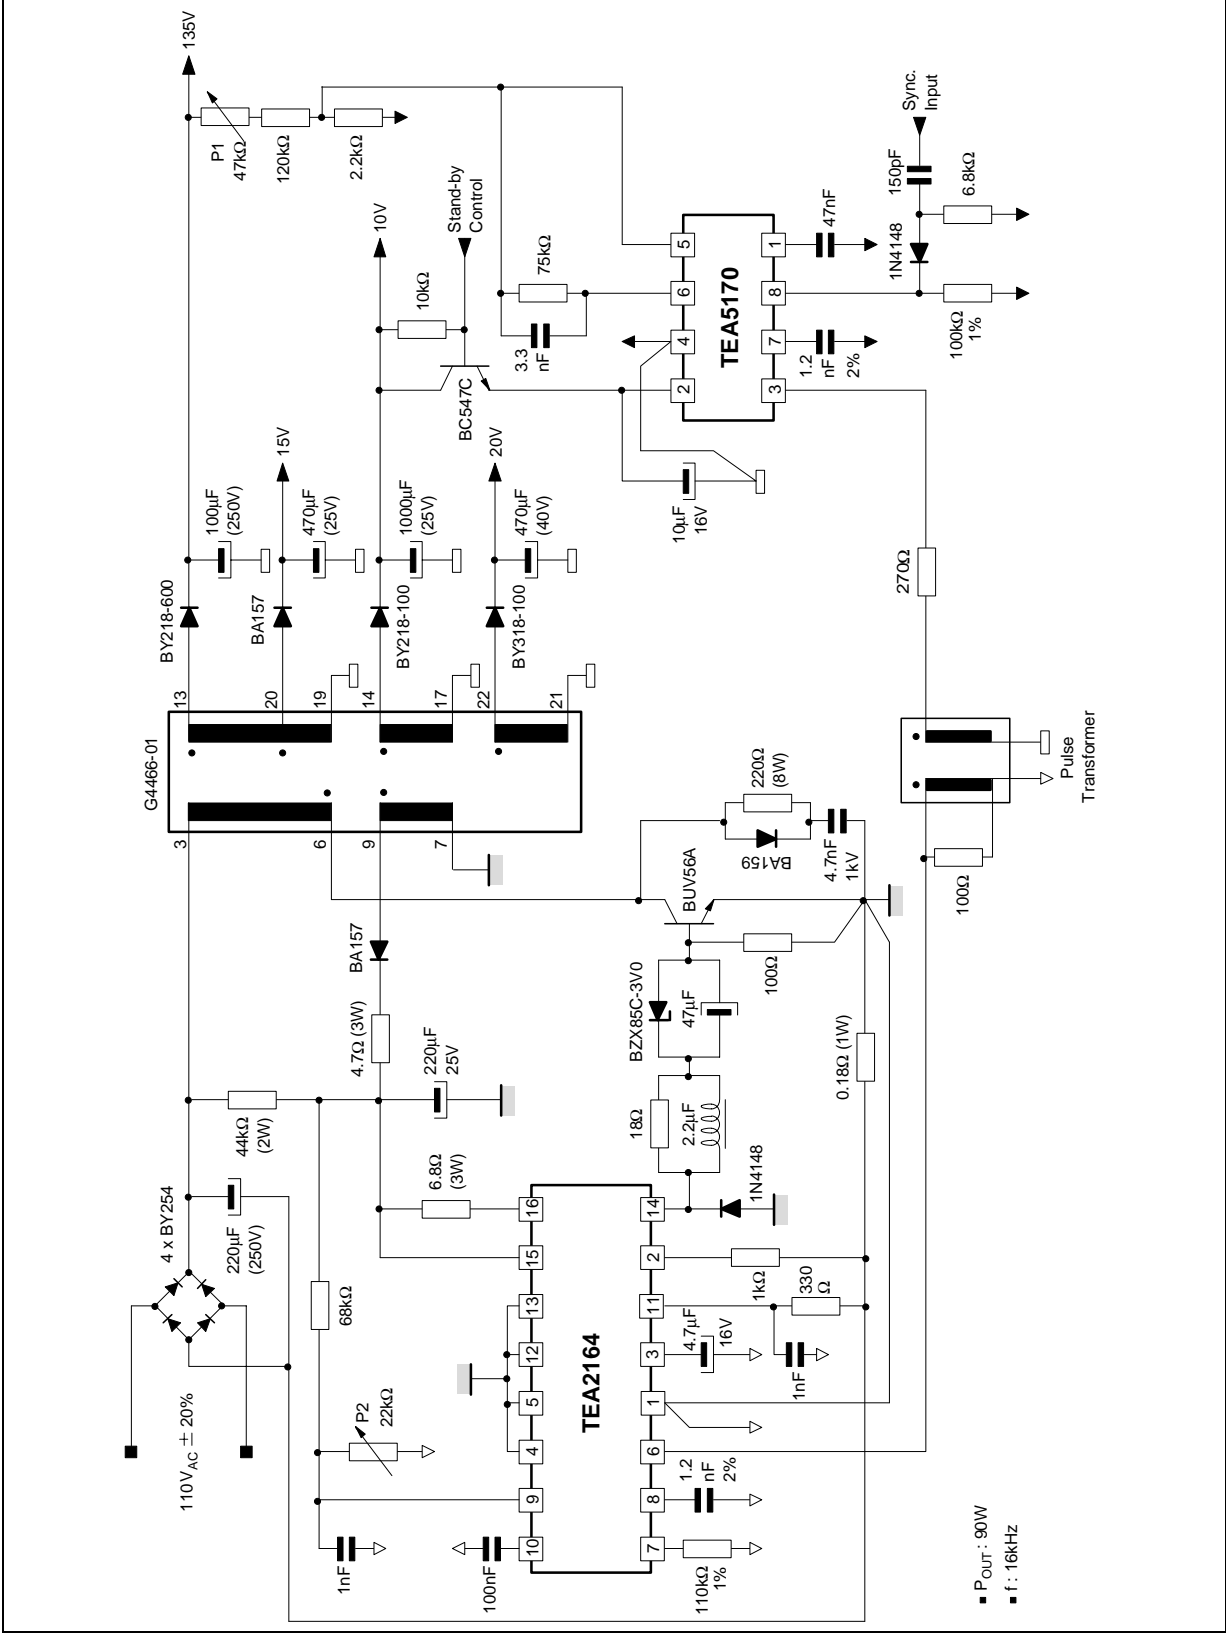 110V AC ± 20%
4 x BY254
220µF
(250V)
44kΩ
(2W)
68kΩ
P2
22kΩ
1nF
100nF
220µF
25V
6.8Ω
(3W)
4.7Ω (3W)
BA157
G4466-01
3
6
9
7
13
20
19
14
17
22
21
BY218-600
BA157
BY218-100
BY318-100
100µF
(250V)
470µF
(25V)
1000µF
(25V)
470µF
(40V)
135V
15V
10V
20V
P1
47kΩ
120kΩ
2.2kΩ
10kΩ
Stand-by
Control
BC547C
75kΩ
3.3
nF
10µF
16V
TEA5170
5
6
4
2
1
8
7
3
47nF
1.2
nF
2%
1N4148
150pF
Sync.
Input
6.8kΩ
100kΩ
1%
270Ω
Pulse
Transformer
100Ω
220Ω
(8W)
BA159
4.7nF
1kV
BUV56A
100Ω
BZX85C-3V0
47µF
18Ω
2.2µF
1N4148
0.18Ω (1W)
TEA2164
16
15
13
12
5
4
9
10
14
2
11
3
1
6
8
7
1kΩ
330
Ω
4.7µF
16V
1nF
1.2
nF
2%
110kΩ
1%
■ P OUT : 90W
■ f : 16kHz